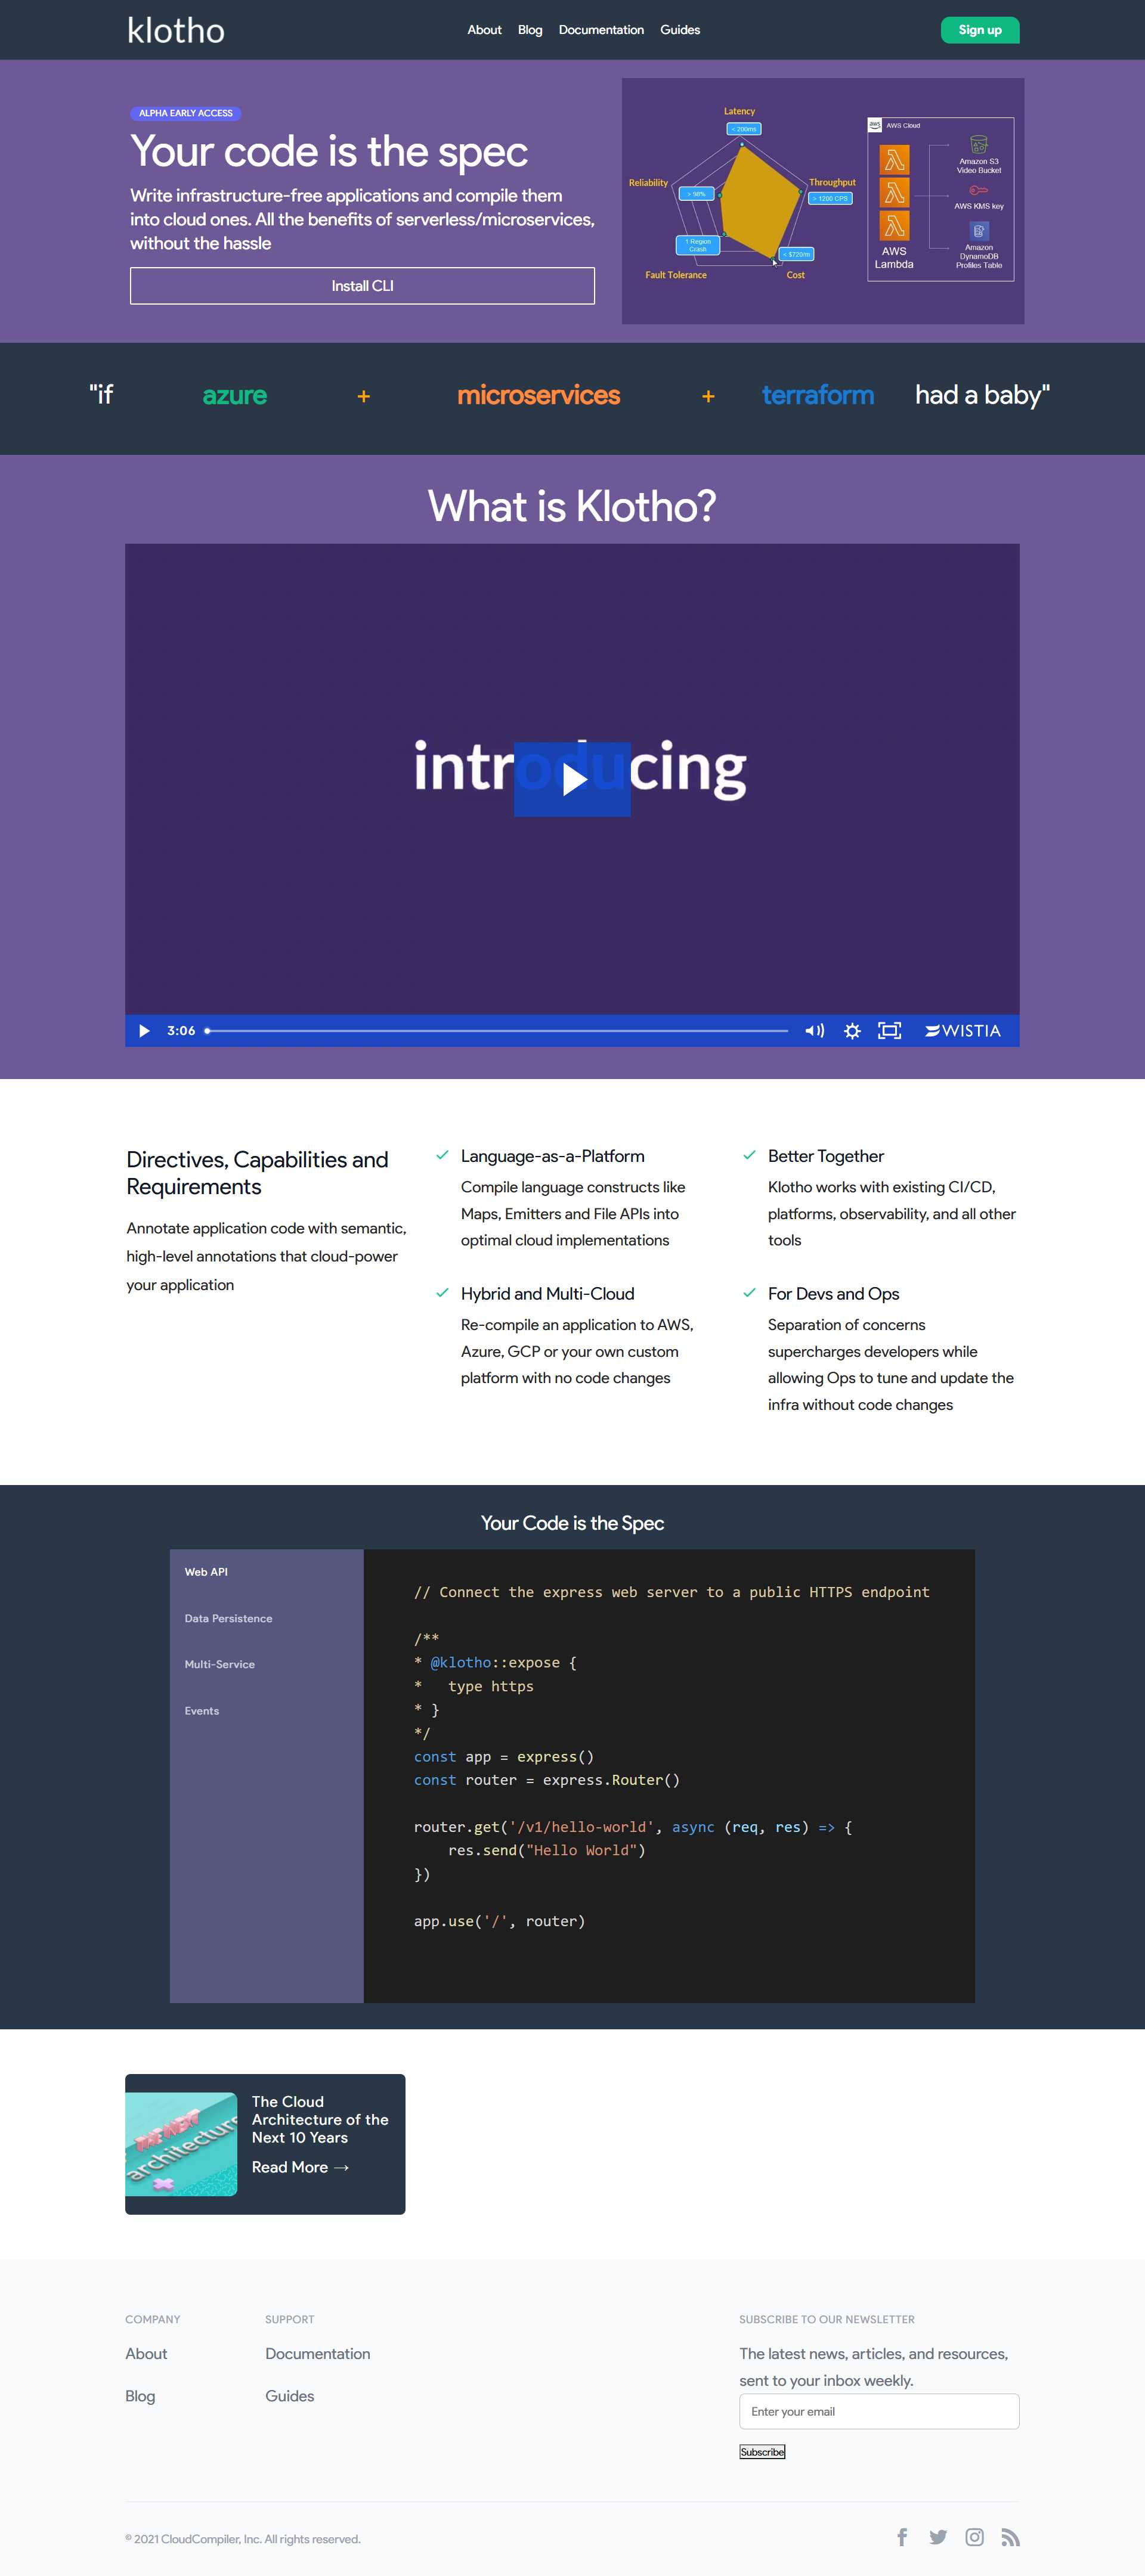 klotho
About Blog Documentation Guides
Sign up
ALPHA EARLY ACCESS
Your code is the spec
Write infrastructure-free applications and compile them
into cloud ones. All the benefits of serverless/microservices,
without the hassle
Install CLI
Latency
< 200ms
Reliability
> 98%
Throughput
> 1200 CPS
1 Region
Crash
< $720/m
Fault Tolerance
Cost
aws
AWS Cloud
AWS
Lambda
Amazon S3
Video Bucket
AWS KMS key
Amazon
DynamoDB
Profiles Table
"if azure + microservices + terraform had a baby"
What is Klotho?
introducing
3:06
WISTIA
Directives, Capabilities and
Requirements
Annotate application code with semantic,
high-level annotations that cloud-power
your application
Language-as-a-Platform
Compile language constructs like
Maps, Emitters and File APIs into
optimal cloud implementations
Better Together
Klotho works with existing CI/CD,
platforms, observability, and all other
tools
Hybrid and Multi-Cloud
Re-compile an application to AWS,
Azure, GCP or your own custom
platform with no code changes
For Devs and Ops
Separation of concerns
supercharges developers while
allowing Ops to tune and update the
infra without code changes
Your Code is the Spec
Web API
Data Persistence
Multi-Service
Events
// Connect the express web server to a public HTTPS endpoint
/**
* @klotho::expose {
*   type https
* }
*/
const app = express()
const router = express.Router()
router.get('/v1/hello-world', async (req, res) => {
    res.send("Hello World")
})
app.use('/', router)
THE NEXT
architecture
The Cloud
Architecture of the
Next 10 Years
Read More →
COMPANY
About
Blog
SUPPORT
Documentation
Guides
SUBSCRIBE TO OUR NEWSLETTER
The latest news, articles, and resources,
sent to your inbox weekly.
Enter your email
Subscribe
© 2021 CloudCompiler, Inc. All rights reserved.